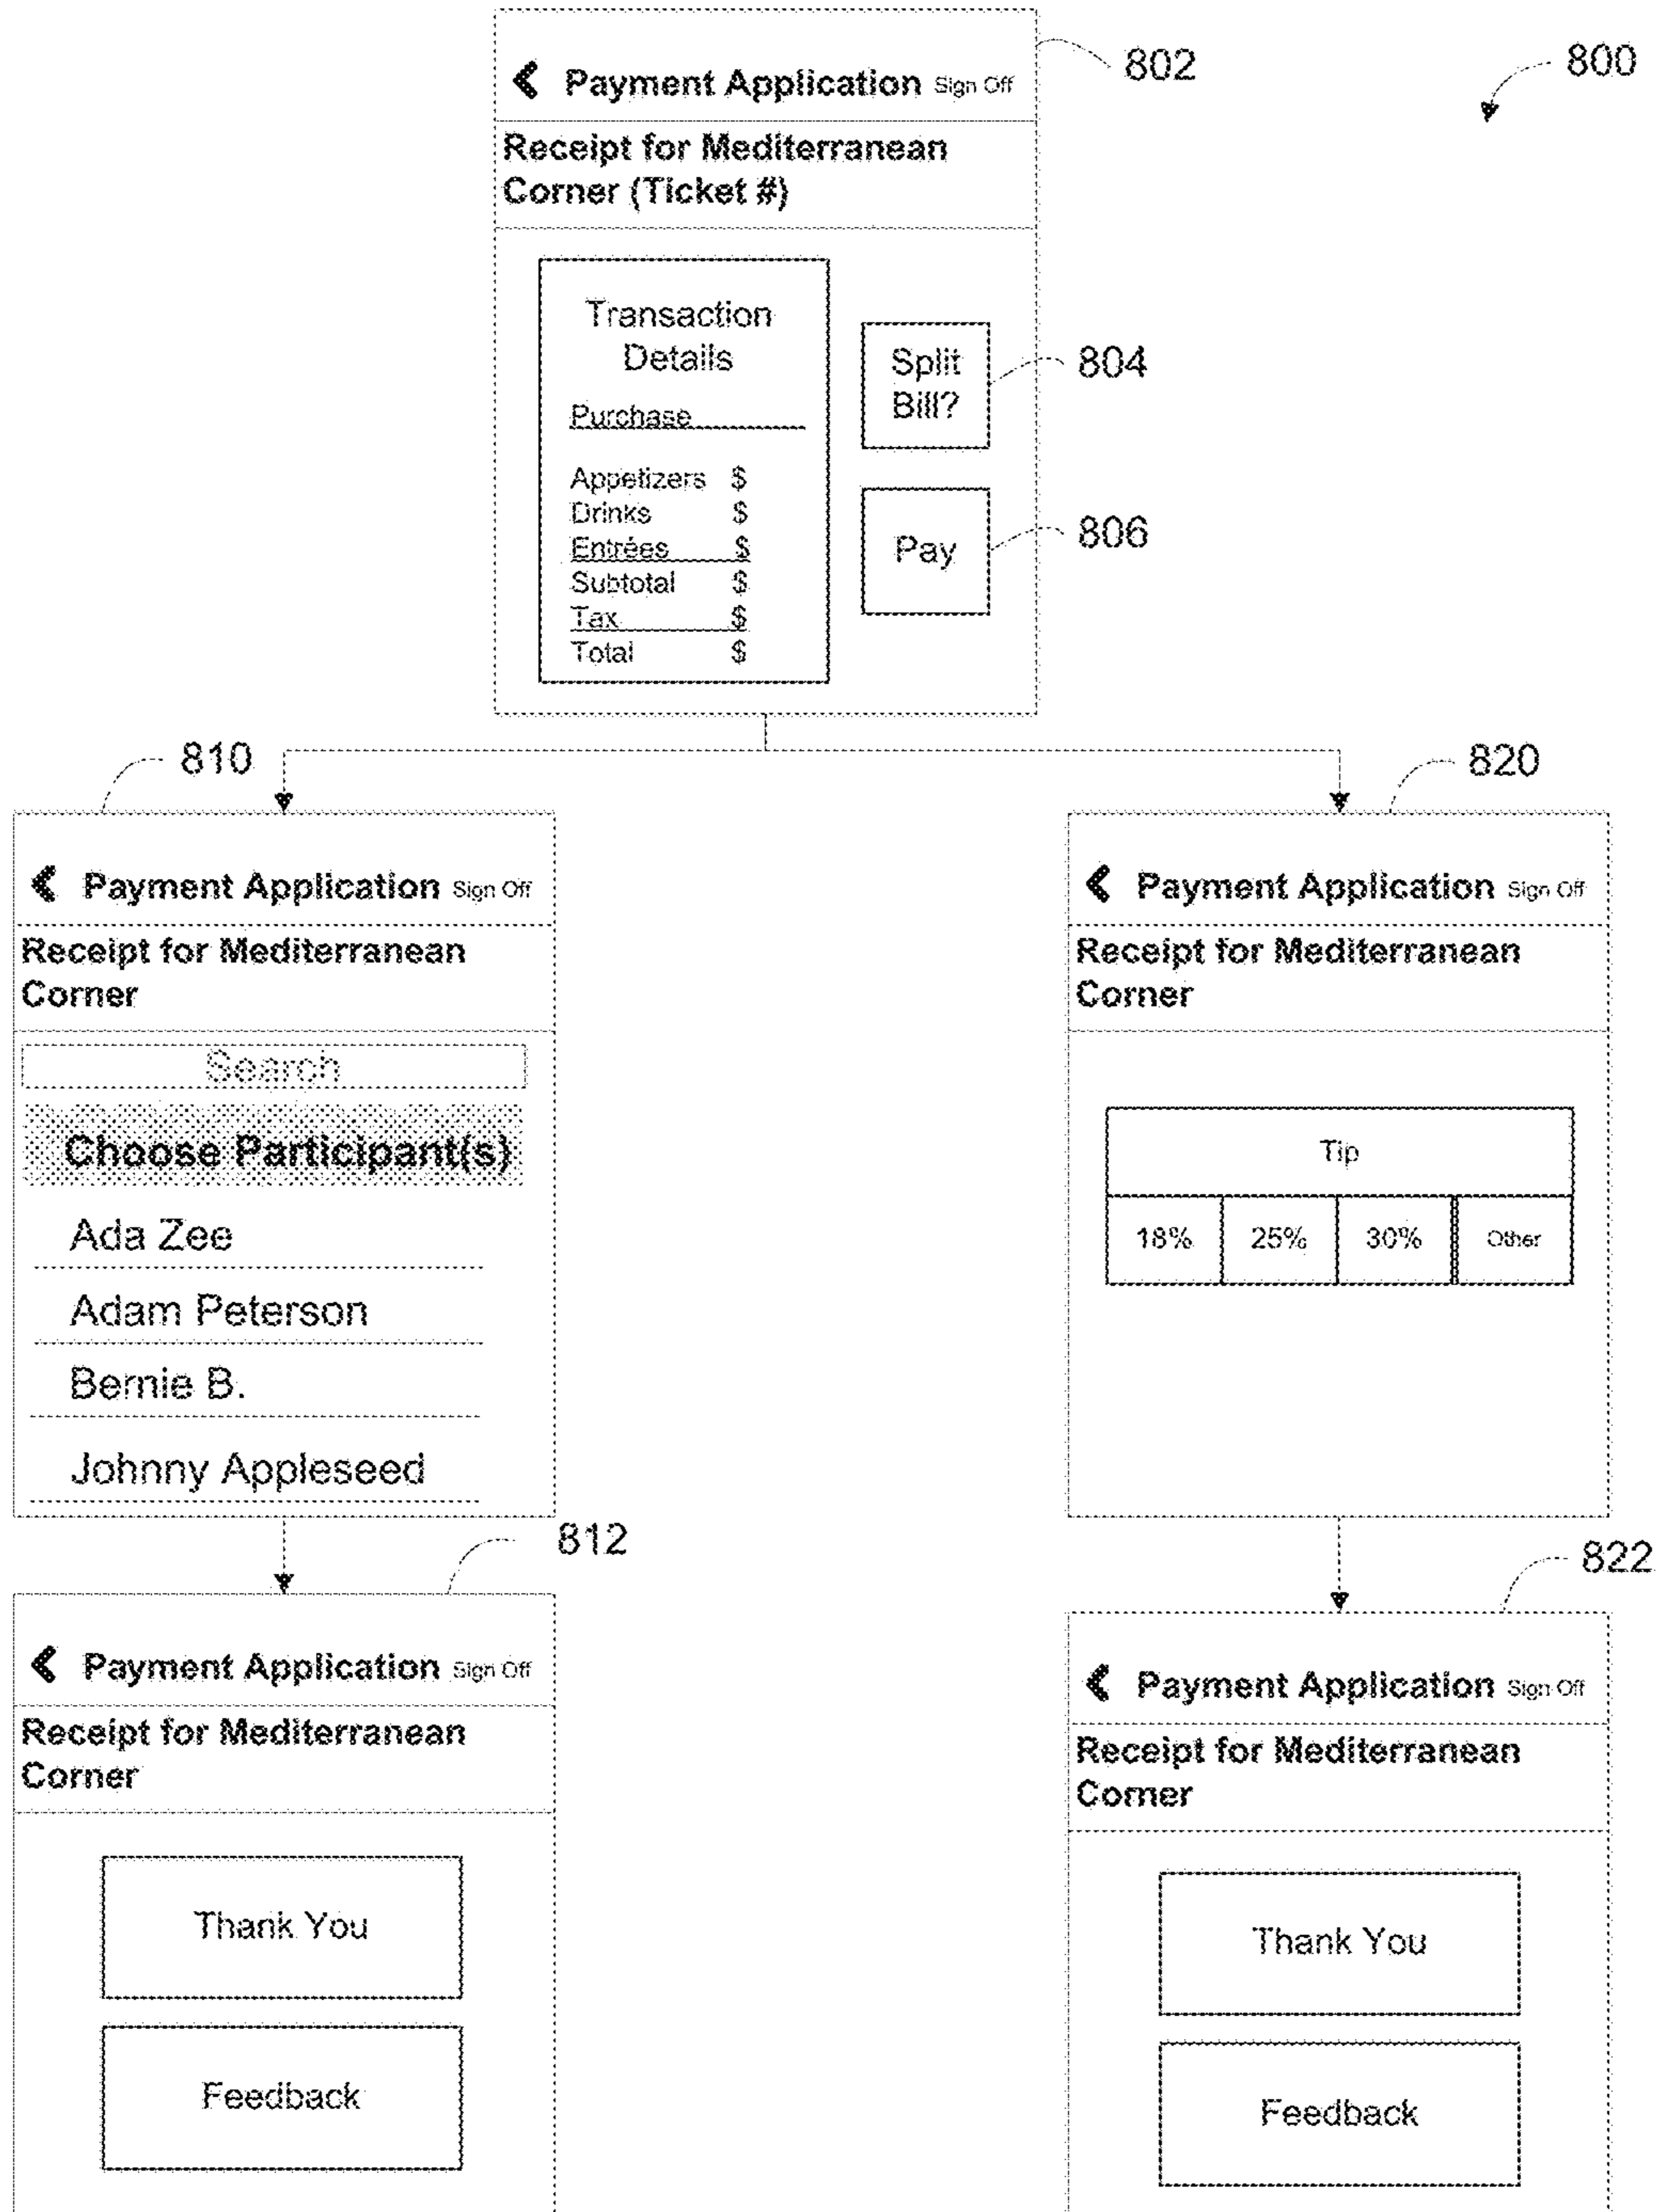 802
800
Payment Application Sign Off
Receipt for Mediterranean
Corner (Ticket #)
Transaction
Details
Purchase
Appetizers $
Drinks $
Entrées $
Subtotal $
Tax $
Total $
Split
Bill?
804
Pay
806
810
Payment Application Sign Off
Receipt for Mediterranean
Corner
Search
Choose Participant(s)
Ada Zee
Adam Peterson
Bernie B.
Johnny Appleseed
820
Payment Application Sign Off
Receipt for Mediterranean
Corner
Tip
18% 25% 30% Other
812
Payment Application Sign Off
Receipt for Mediterranean
Corner
Thank You
Feedback
822
Payment Application Sign Off
Receipt for Mediterranean
Corner
Thank You
Feedback